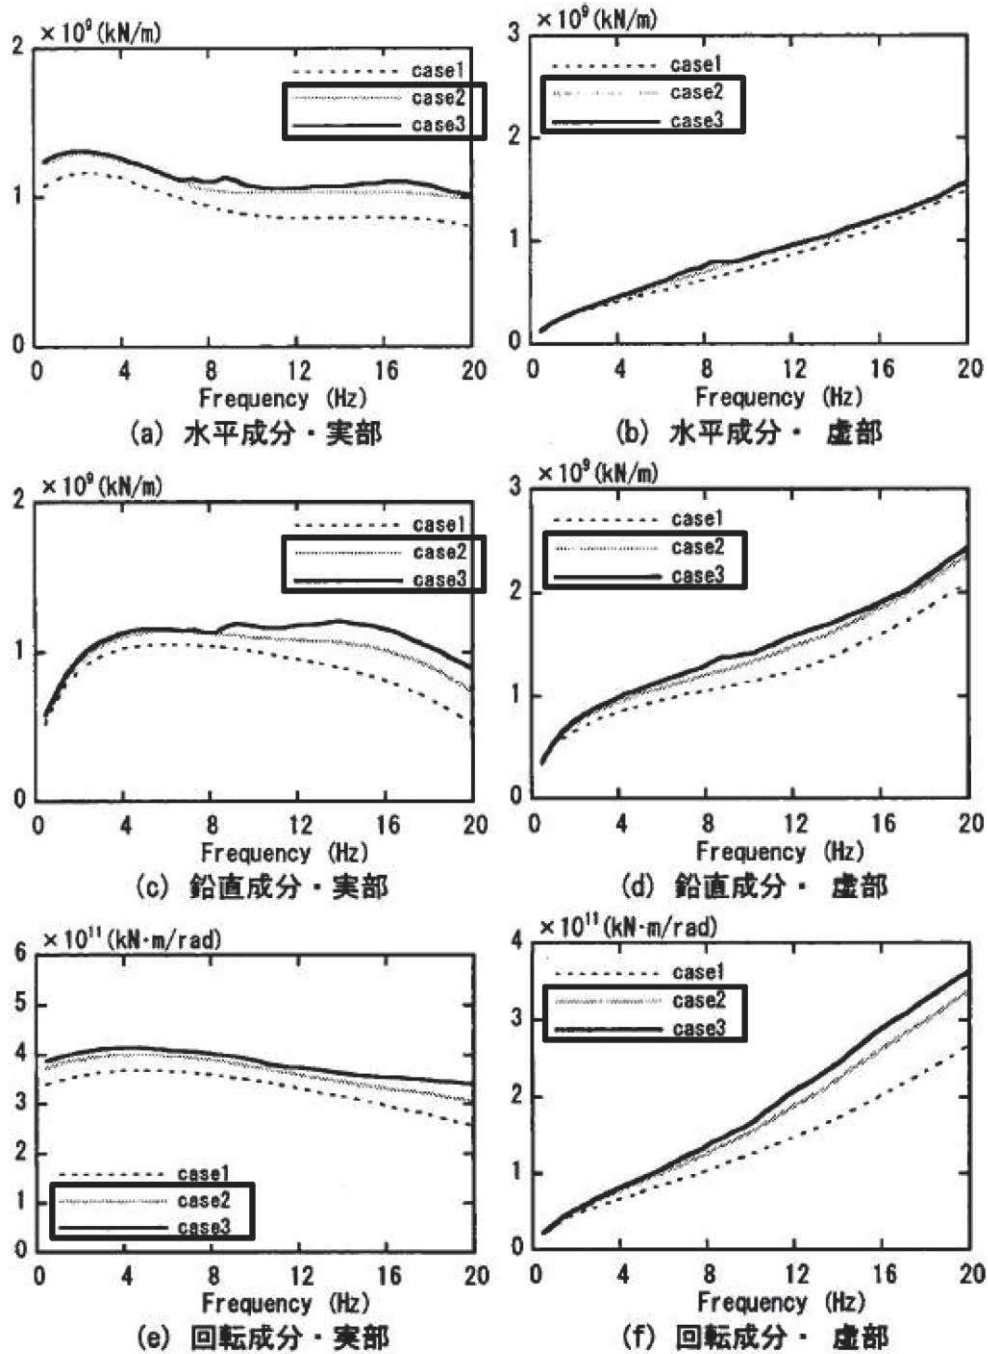 ×10⁹(kN/m)
2
1
0
case1
case2
case3
0 4 8 12 16 20
Frequency (Hz)
(a) 水平成分・実部
×10⁹(kN/m)
3
2
1
0
case1
case2
case3
0 4 8 12 16 20
Frequency (Hz)
(b) 水平成分・ 虚部
×10⁹(kN/m)
2
1
0
case1
case2
case3
0 4 8 12 16 20
Frequency (Hz)
(c) 鉛直成分・実部
×10⁹(kN/m)
3
2
1
0
case1
case2
case3
0 4 8 12 16 20
Frequency (Hz)
(d) 鉛直成分・ 虚部
×10¹¹(kN·m/rad)
6
5
4
3
2
1
0
case1
case2
case3
0 4 8 12 16 20
Frequency (Hz)
(e) 回転成分・実部
×10¹¹(kN·m/rad)
4
3
2
1
0
case1
case2
case3
0 4 8 12 16 20
Frequency (Hz)
(f) 回転成分・ 虚部